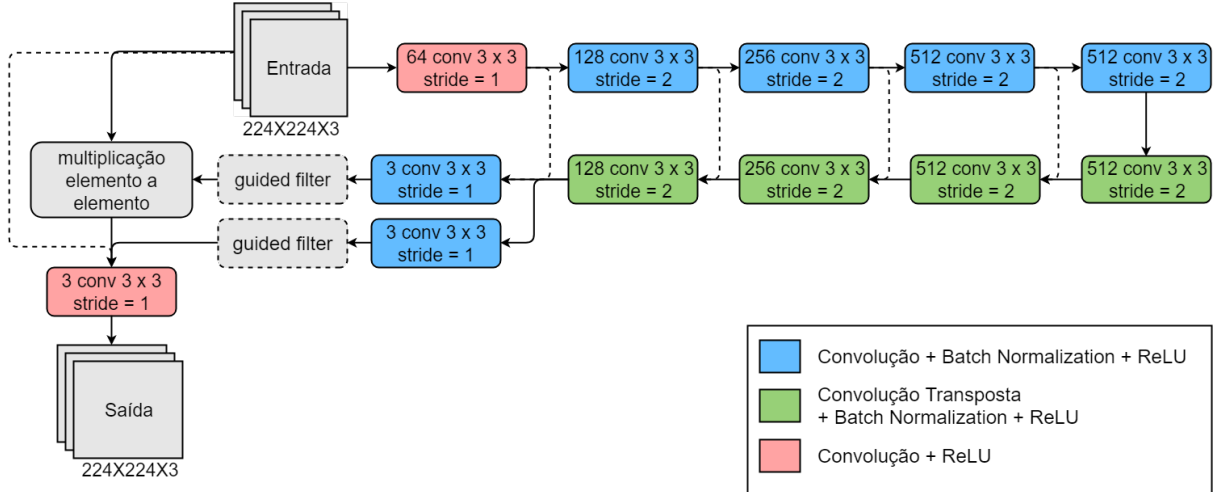 Entrada
224X224X3
64 conv 3 x 3
stride = 1
128 conv 3 x 3
stride = 2
256 conv 3 x 3
stride = 2
512 conv 3 x 3
stride = 2
512 conv 3 x 3
stride = 2
multiplicação
elemento a
elemento
guided filter
3 conv 3 x 3
stride = 1
128 conv 3 x 3
stride = 2
256 conv 3 x 3
stride = 2
512 conv 3 x 3
stride = 2
512 conv 3 x 3
stride = 2
guided filter
3 conv 3 x 3
stride = 1
3 conv 3 x 3
stride = 1
Saída
224X224X3
Convolução + Batch Normalization + ReLU
Convolução Transposta
+ Batch Normalization + ReLU
Convolução + ReLU